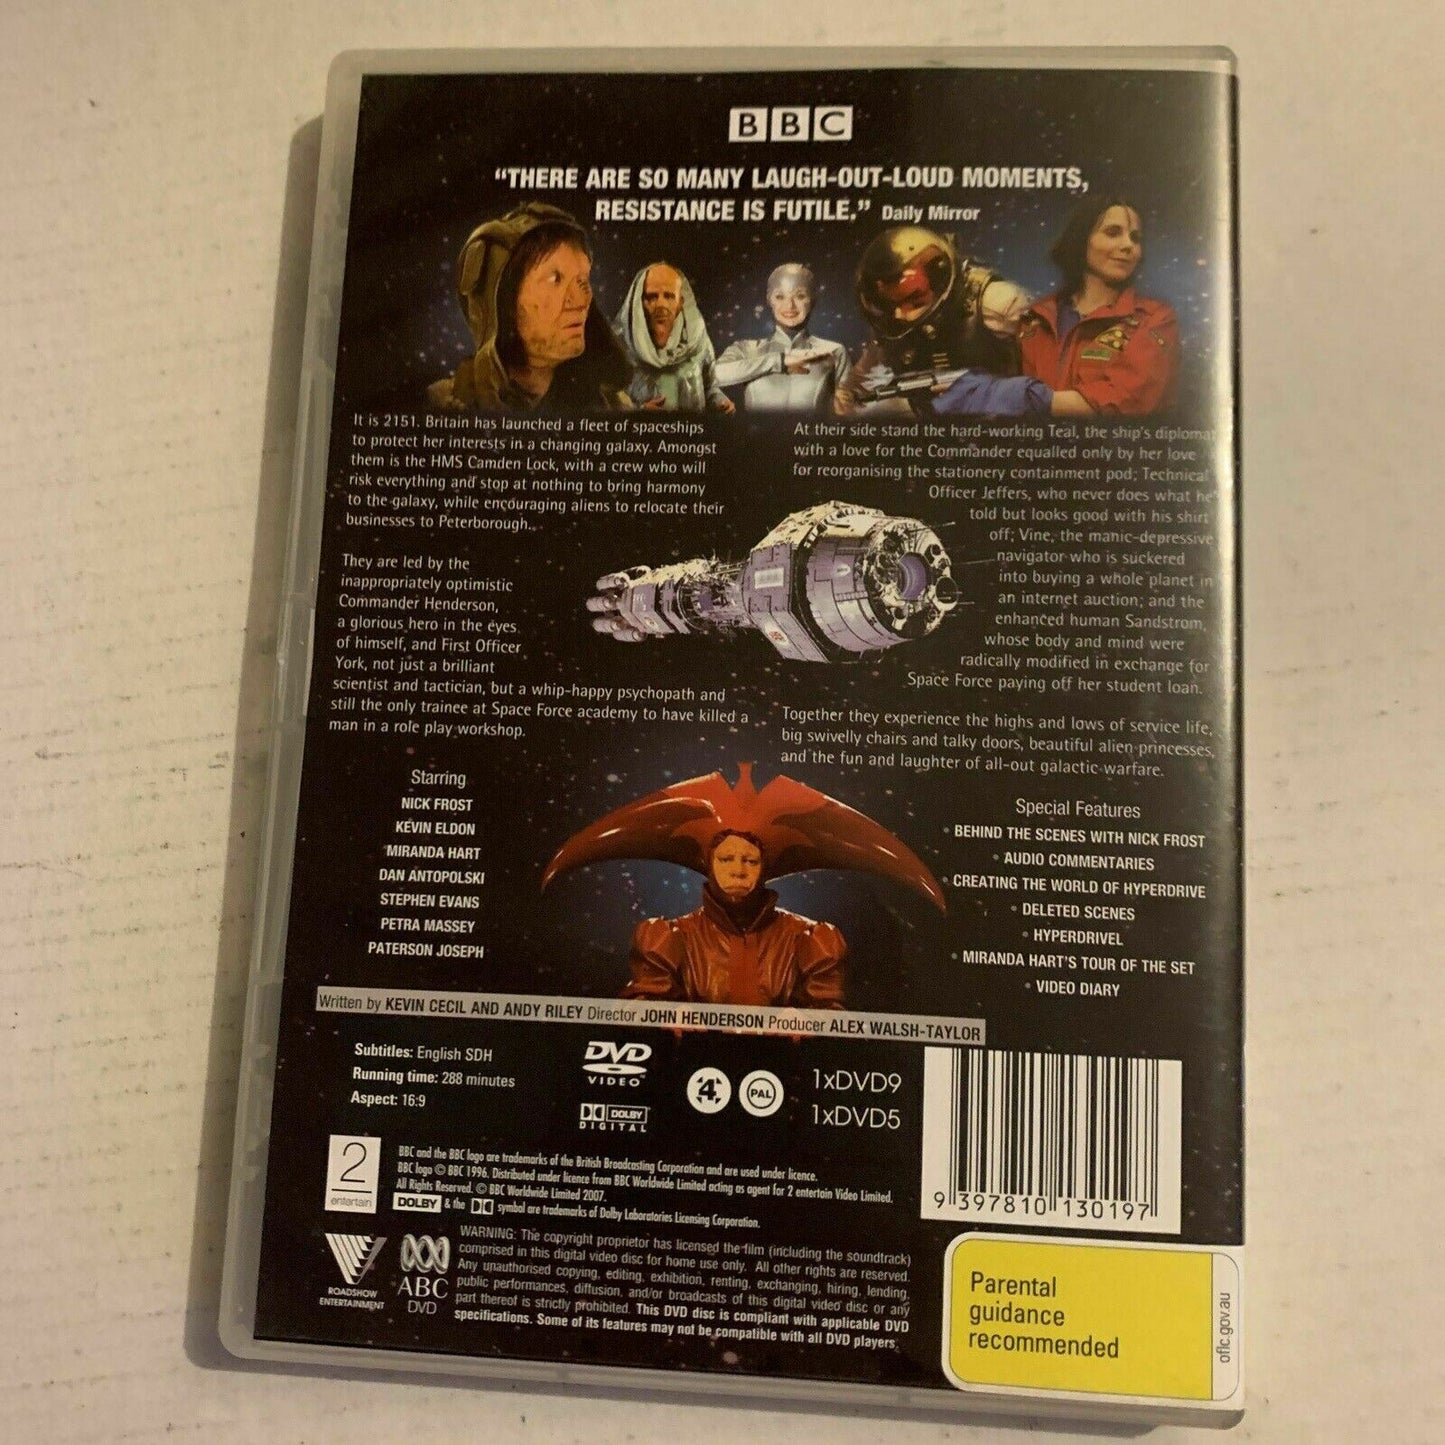 BBC
“THERE ARE SO MANY LAUGH-OUT-LOUD MOMENTS,
RESISTANCE IS FUTILE.” Daily Mirror
It is 2151. Britain has launched a fleet of spaceships
to protect her interests in a changing galaxy. Amongst
them is the HMS Camden Lock, with a crew who will
risk everything and stop at nothing to bring harmony
to the galaxy, while encouraging aliens to relocate their
businesses to Peterborough.
They are led by the
inappropriately optimistic
Commander Henderson,
a glorious hero in the eyes
of himself, and First Officer
York, not just a brilliant
scientist and tactician, but a whip-happy psychopath and
still the only trainee at Space Force academy to have killed a
man in a role play workshop.
At their side stand the hard-working Teal, the ship's diplomat
with a love for the Commander equalled only by her love
for reorganising the stationery containment pod; Technical
Officer Jeffers, who never does what he
told but looks good with his shirt
off; Vine, the manic-depressive
navigator who is suckered
into buying a whole planet in
an internet auction; and the
enhanced human Sandstrom,
whose body and mind were
radically modified in exchange for
Space Force paying off her student loan.
Together they experience the highs and lows of service life,
big swivelly chairs and talky doors, beautiful alien princesses,
and the fun and laughter of all-out galactic warfare.
Starring
NICK FROST
KEVIN ELDON
MIRANDA HART
DAN ANTOPOLSKI
STEPHEN EVANS
PETRA MASSEY
PATERSON JOSEPH
Special Features
• BEHIND THE SCENES WITH NICK FROST
• AUDIO COMMENTARIES
• CREATING THE WORLD OF HYPERDRIVE
• DELETED SCENES
• HYPERDRIVEL
• MIRANDA HART'S TOUR OF THE SET
• VIDEO DIARY
Written by KEVIN CECIL AND ANDY RILEY Director JOHN HENDERSON Producer ALEX WALSH-TAYLOR
Subtitles: English SDH
Running time: 288 minutes
Aspect: 16:9
DVD
VIDEO™
DOLBY
DIGITAL
4
PAL
1xDVD9
1xDVD5
9 397810 130197
2
entertain
BBC and the BBC logo are trademarks of the British Broadcasting Corporation and are used under licence.
BBC logo © BBC 1996. Distributed under licence from BBC Worldwide Limited acting as agent for 2 entertain Video Limited.
All Rights Reserved. © BBC Worldwide Limited 2007.
DOLBY & the DD symbol are trademarks of Dolby Laboratories Licensing Corporation.
ROADSHOW
ENTERTAINMENT
ABC
DVD
WARNING: The copyright proprietor has licensed the film (including the soundtrack)
comprised in this digital video disc for home use only. All other rights are reserved.
Any unauthorised copying, editing, exhibition, renting, exchanging, hiring, lending,
public performances, diffusion, and/or broadcasts of this digital video disc or any
part thereof is strictly prohibited. This DVD disc is compliant with applicable DVD
specifications. Some of its features may not be compatible with all DVD players.
Parental
guidance
recommended
oflc.gov.au